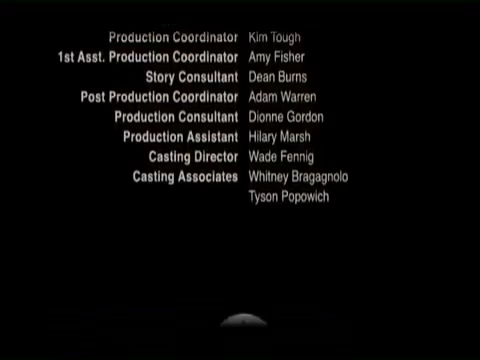 Production Coordinator Kim Tough
1st Asst. Production Coordinator Amy Fisher
Story Consultant Dean Burns
Post Production Coordinator Adam Warren
Production Consultant Dionne Gordon
Production Assistant Hilary Marsh
Casting Director Wade Fennig
Casting Associates Whitney Bragagnolo
Tyson Popowich